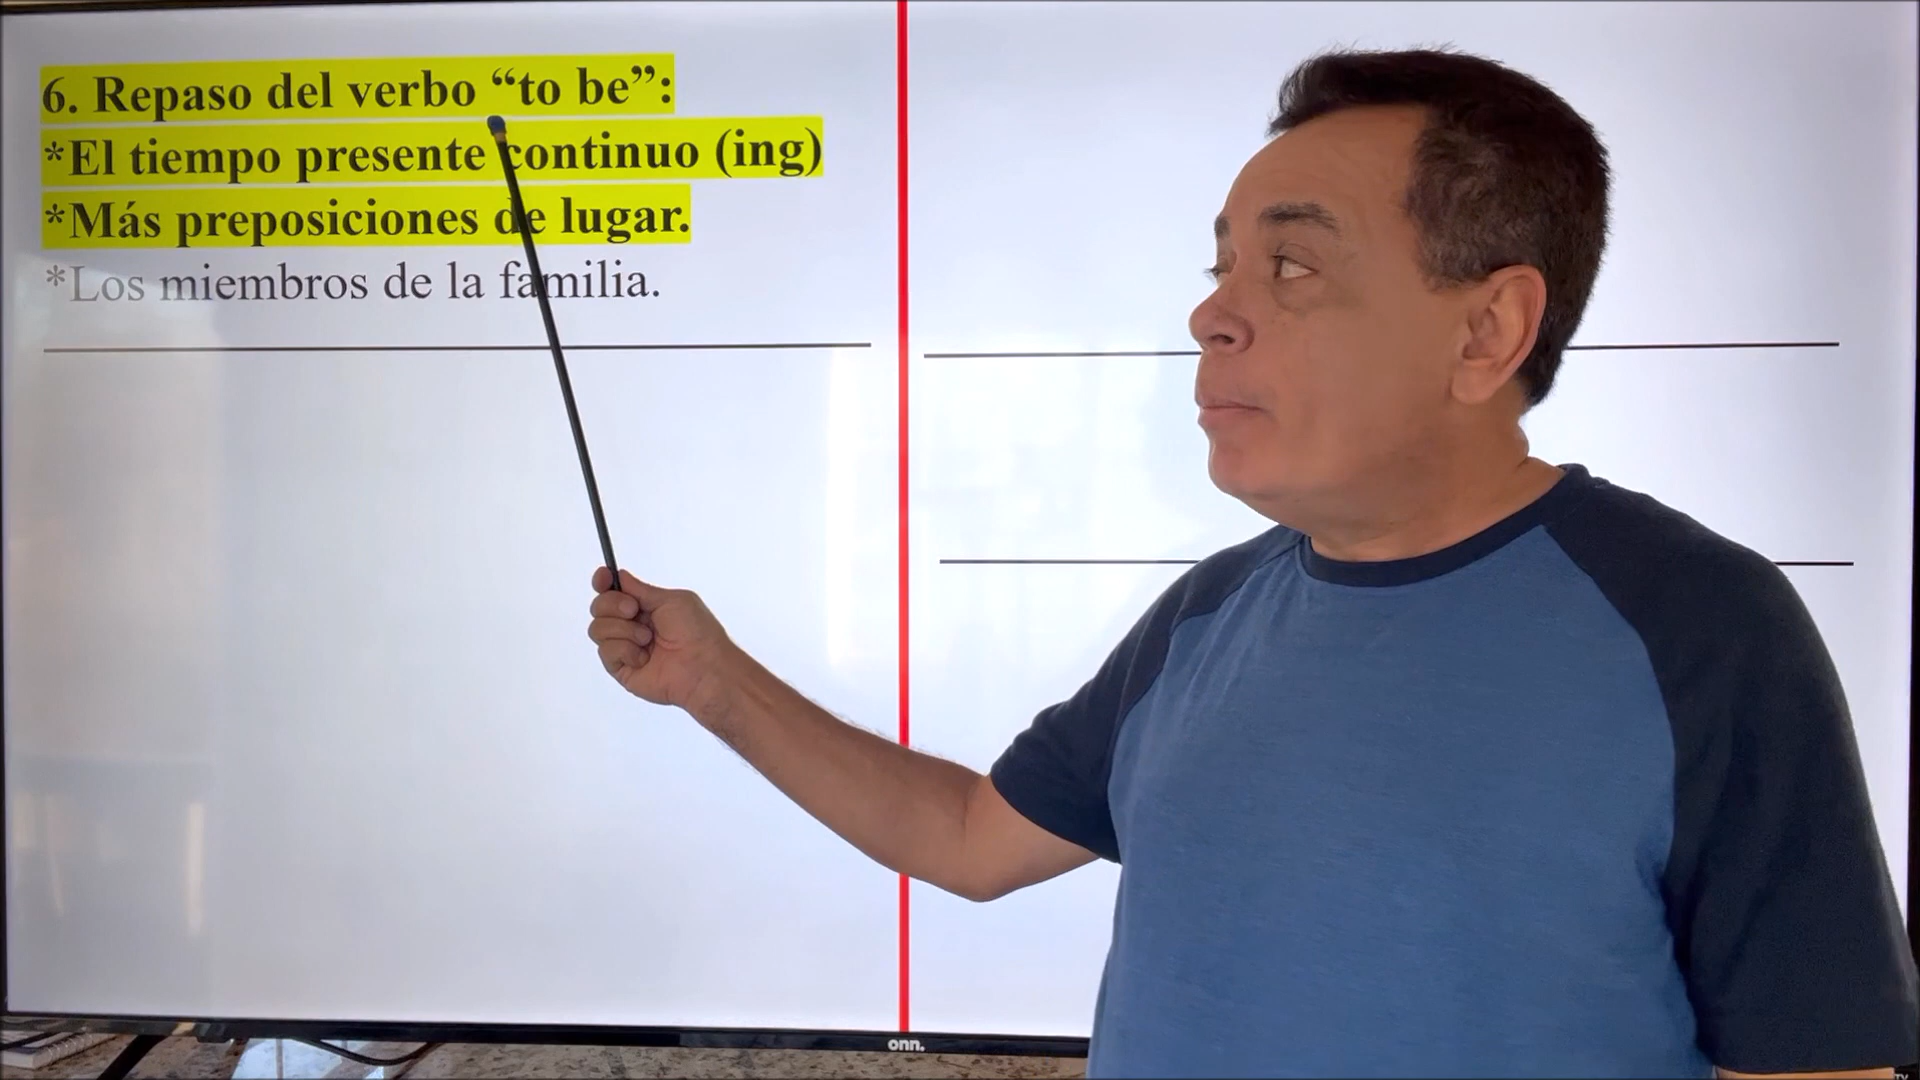 6. Repaso del verbo “to be”:
*El tiempo presente continuo (ing)
*Más preposiciones de lugar.
*Los miembros de la familia.
onn.
TV